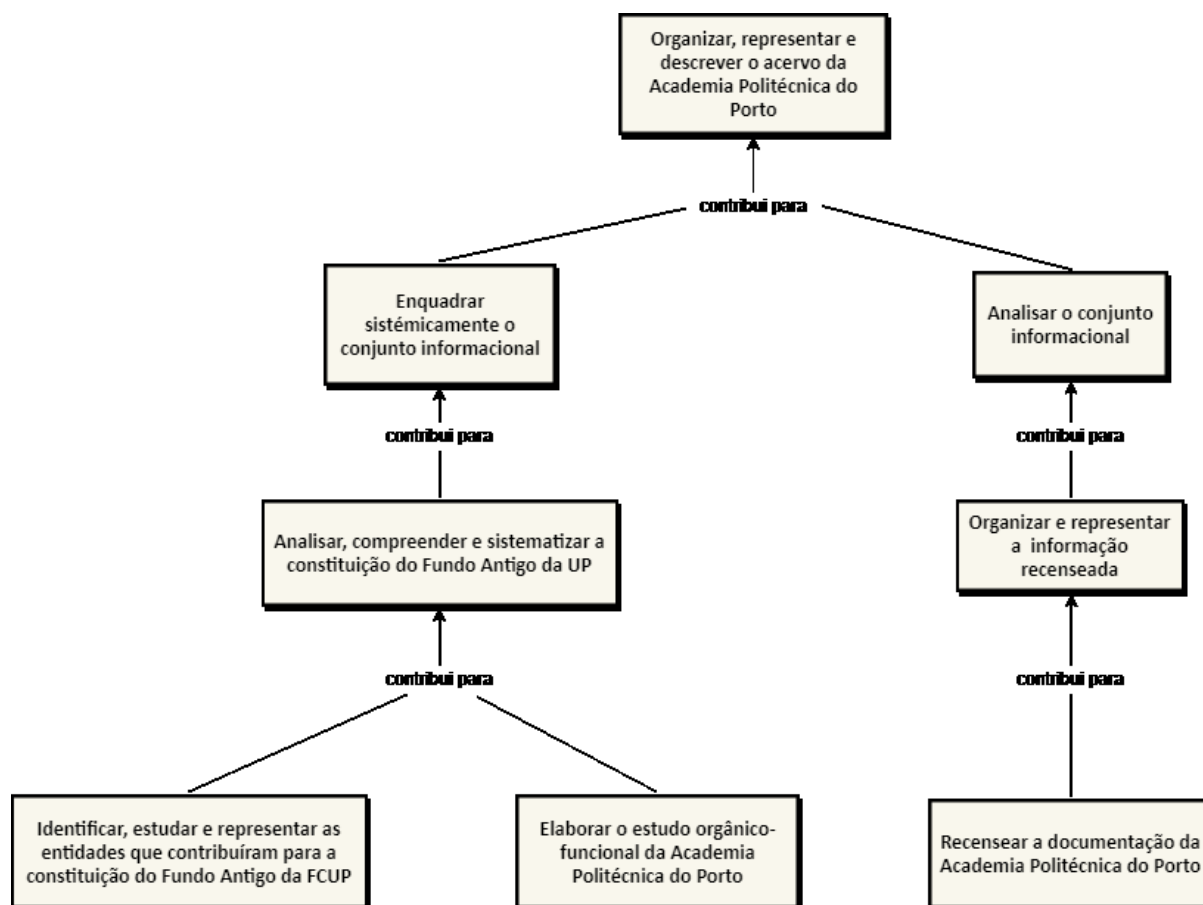 Organizar, representar e
descrever o acervo da
Academia Politécnica do
Porto
contribui para
Enquadrar
sistémicamente o
conjunto informacional
Analisar o conjunto
informacional
contribui para
contribui para
Analisar, compreender e sistematizar a
constituição do Fundo Antigo da UP
Organizar e representar
a informação
recenseada
contribui para
contribui para
Identificar, estudar e representar as
entidades que contribuíram para a
constituição do Fundo Antigo da FCUP
Elaborar o estudo orgânico-
funcional da Academia
Politécnica do Porto
Recensear a documentação da
Academia Politécnica do Porto